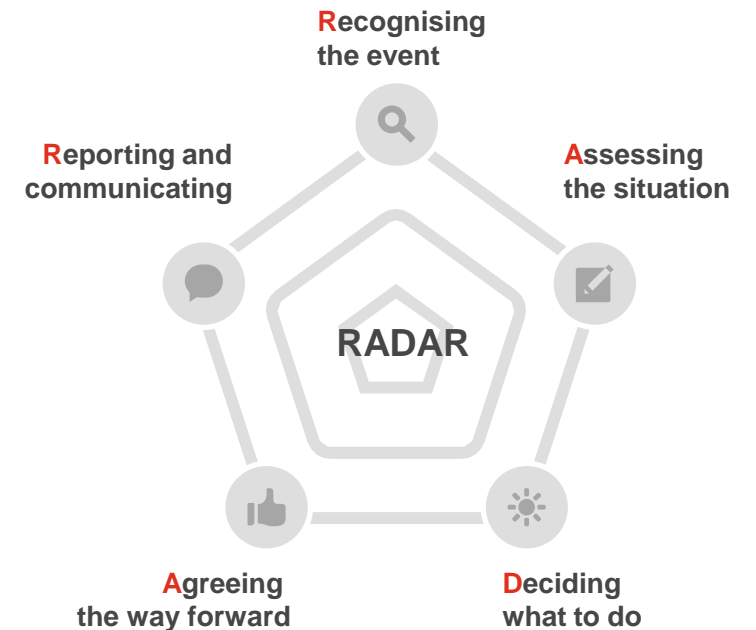 Recognising
the event
Reporting and
communicating
Assessing
the situation
RADAR
Agreeing
the way forward
Deciding
what to do